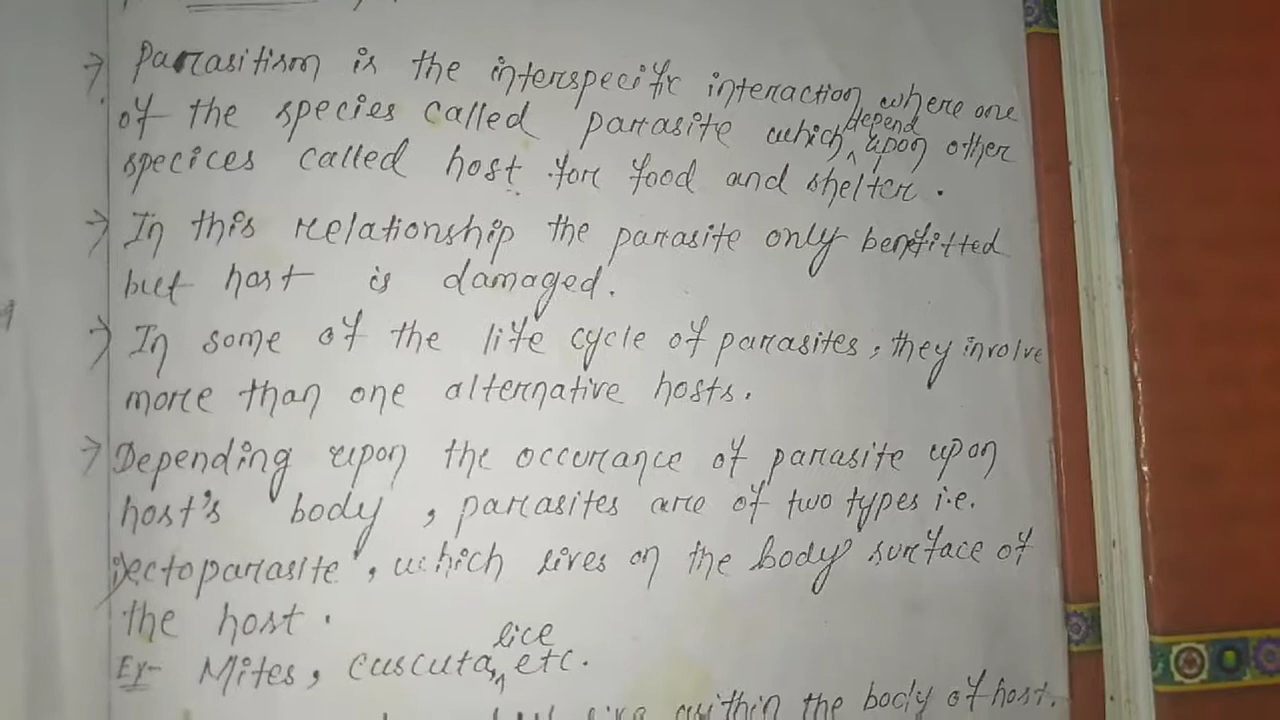 → Parasitism is the interspecific interaction where one
of the species called parasite which depend upon other
specices called host for food and shelter.
→ In this relationship the parasite only benefitted
but host is damaged.
→ In some of the life cycle of parasites, they involve
more than one alternative hosts.
→ Depending upon the occurance of parasite upon
host's body, parasites are of two types i.e.
ectoparasite, which lives on the body surface of
the host.
Ex- Mites, cuscuta, lice etc.
within the body of host.